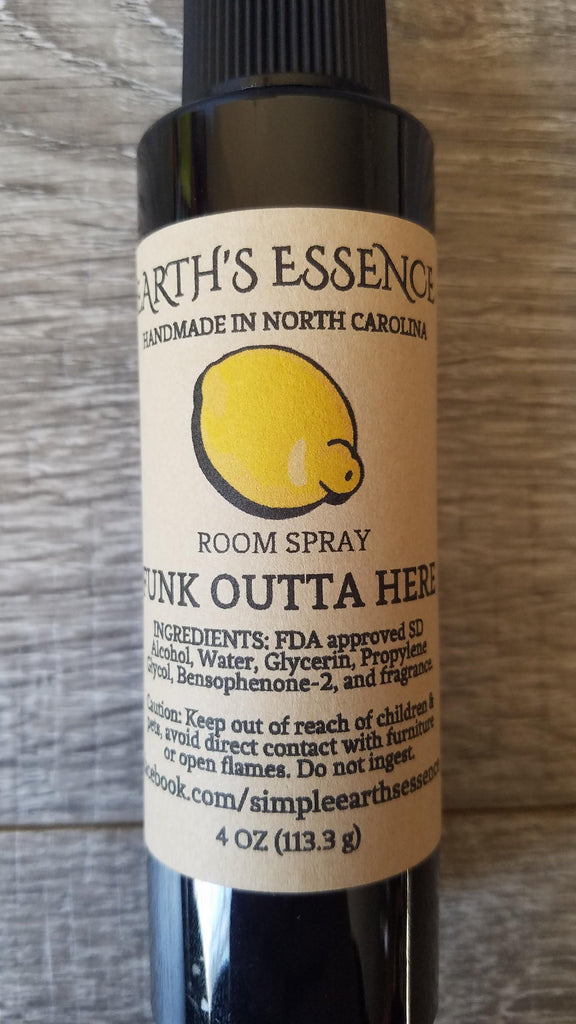 EARTH'S ESSENCE
HANDMADE IN NORTH CAROLINA
ROOM SPRAY
FUNK OUTTA HERE
INGREDIENTS: FDA approved SD
Alcohol, Water, Glycerin, Propylene
Glycol, Bensophenone-2, and fragrance.
Caution: Keep out of reach of children &
pets, avoid direct contact with furniture
or open flames. Do not ingest.
facebook.com/simpleearthsessence
4 OZ (113.3 g)